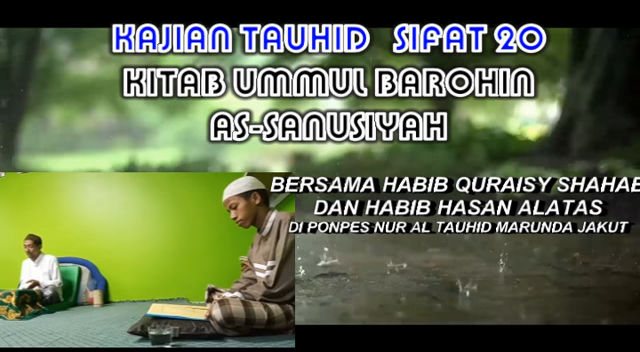 KAJIAN TAUHID SIFAT 20
KITAB UMMUL BAROHIN
AS-SANUSIYAH
BERSAMA HABIB QURAISY SHAHAB
DAN HABIB HASAN ALATAS
DI PONPES NUR AL TAUHID MARUNDA JAKUT